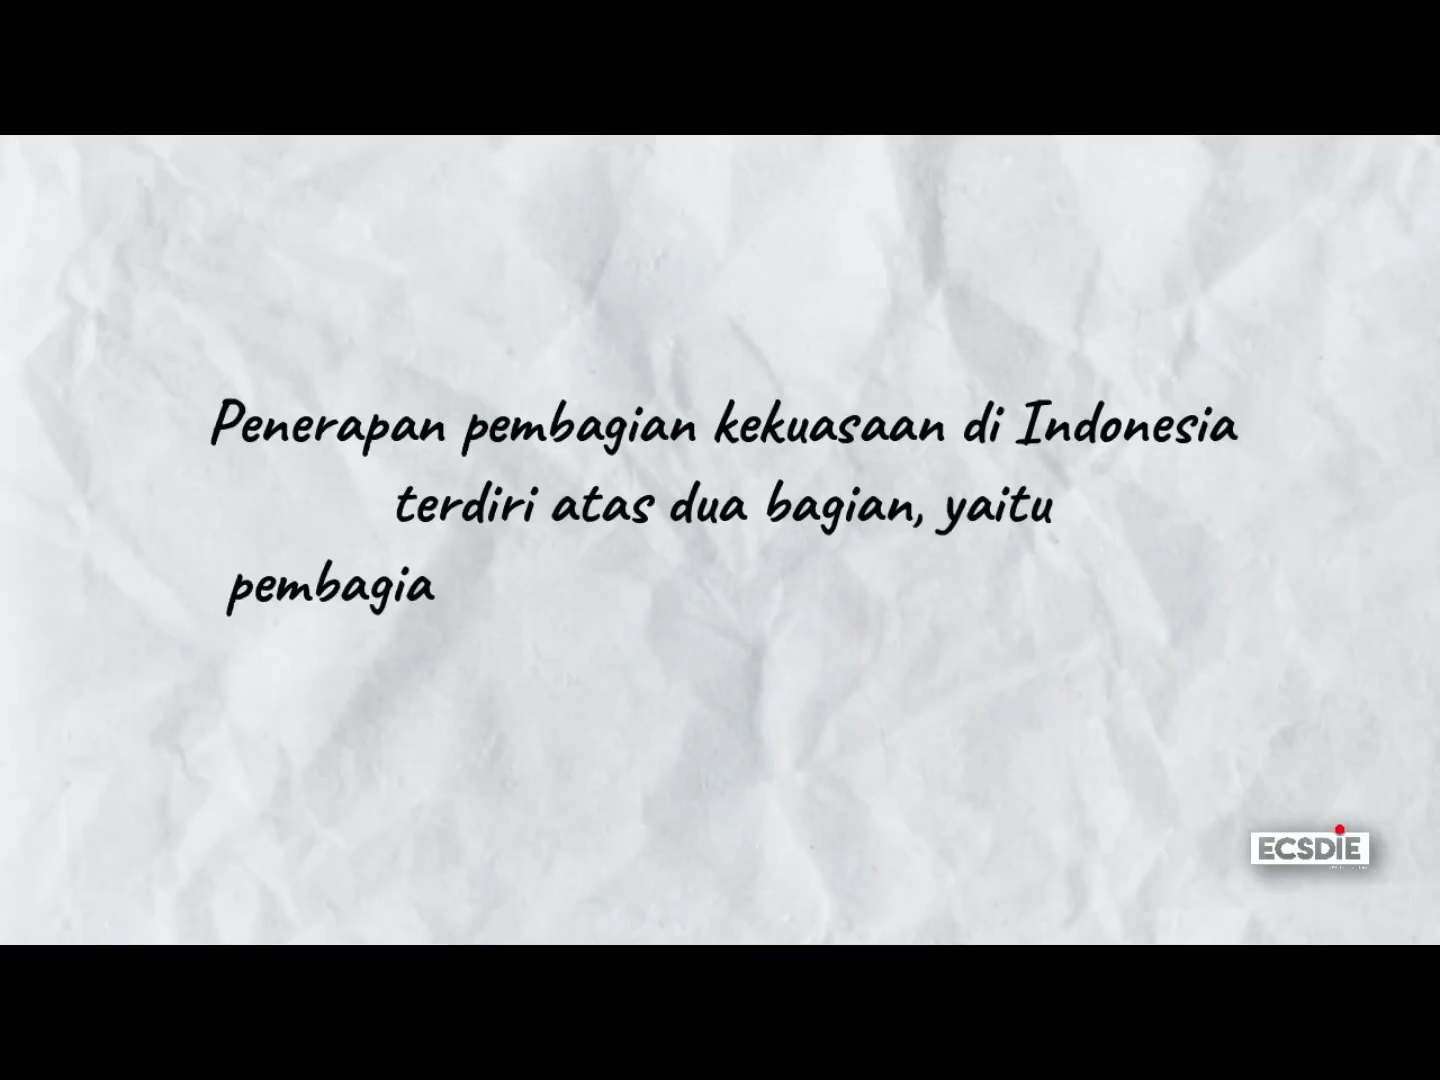 Penerapan pembagian kekuasaan di Indonesia
terdiri atas dua bagian, yaitu
pembagia
ECSDiE